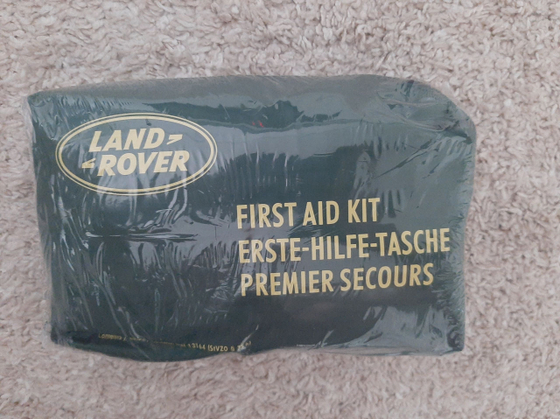 LAND
ROVER
FIRST AID KIT
ERSTE-HILFE-TASCHE
PREMIER SECOURS